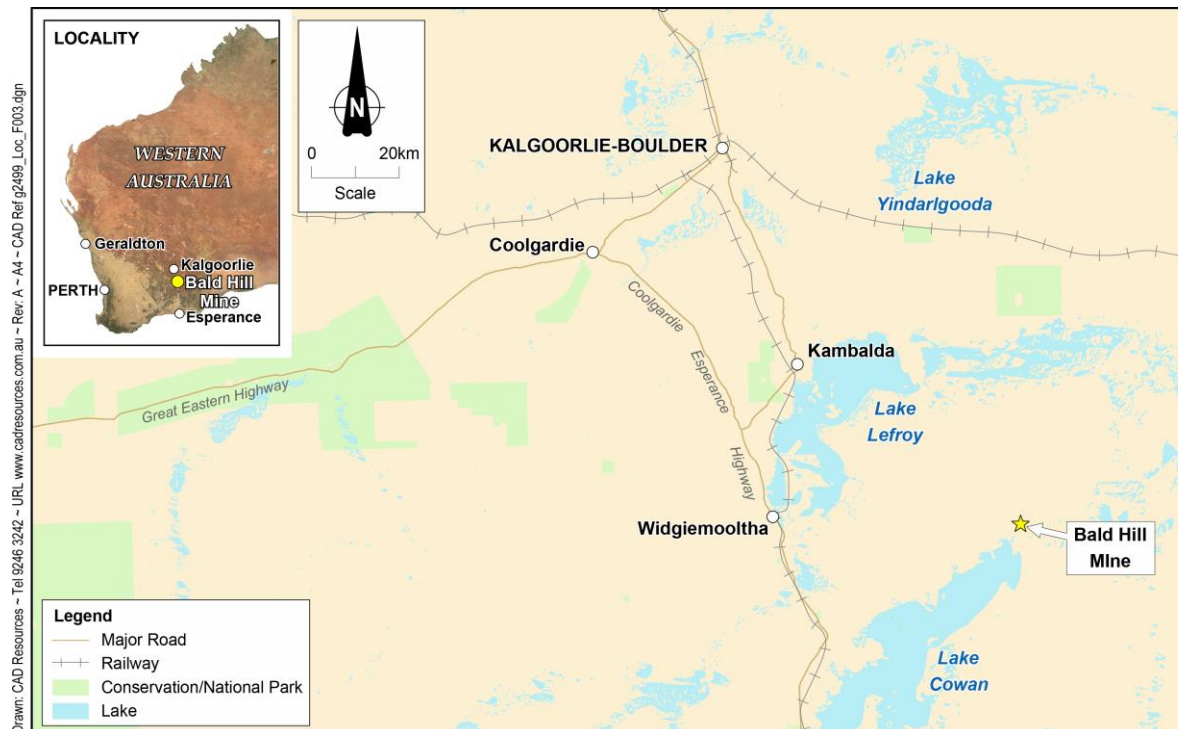 LOCALITY
WESTERN
AUSTRALIA
Geraldton
Kalgoorlie
PERTH
Bald Hill
Mine
Esperance
N
0 20km
Scale
KALGOORLIE-BOULDER
Lake
Yindarlgooda
Coolgardie
Coolgardie
Esperance
Highway
Kambalda
Great Eastern Highway
Lake
Lefroy
Widgiemooltha
Bald Hill
MIne
Lake
Cowan
Legend
Major Road
Railway
Conservation/National Park
Lake
Drawn: CAD Resources ~ Tel 9246 3242 ~ URL www.cadresources.com.au ~ Rev: A ~ A4 ~ CAD Ref g2499_Loc_F003.dgn